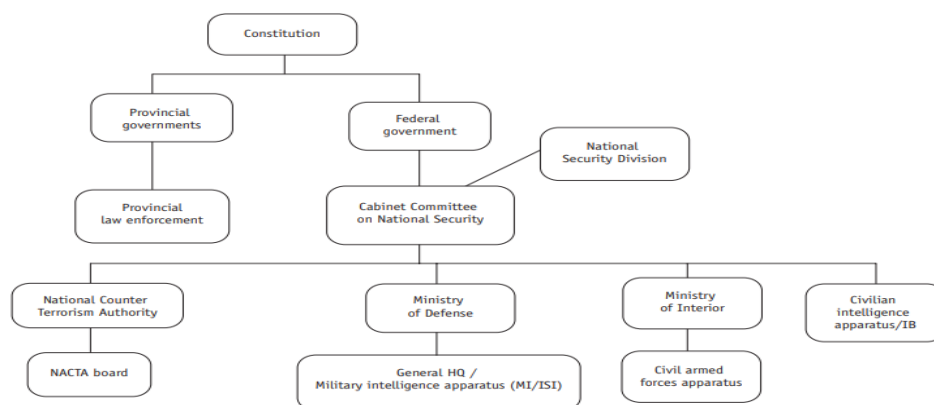 Constitution
Provincial
governments
Federal
government
National
Security Division
Provincial
law enforcement
Cabinet Committee
on National Security
National Counter
Terrorism Authority
Ministry
of Defense
Ministry
of Interior
Civilian
intelligence
apparatus/IB
NACTA board
General HQ /
Military intelligence apparatus (MI/ISI)
Civil armed
forces apparatus